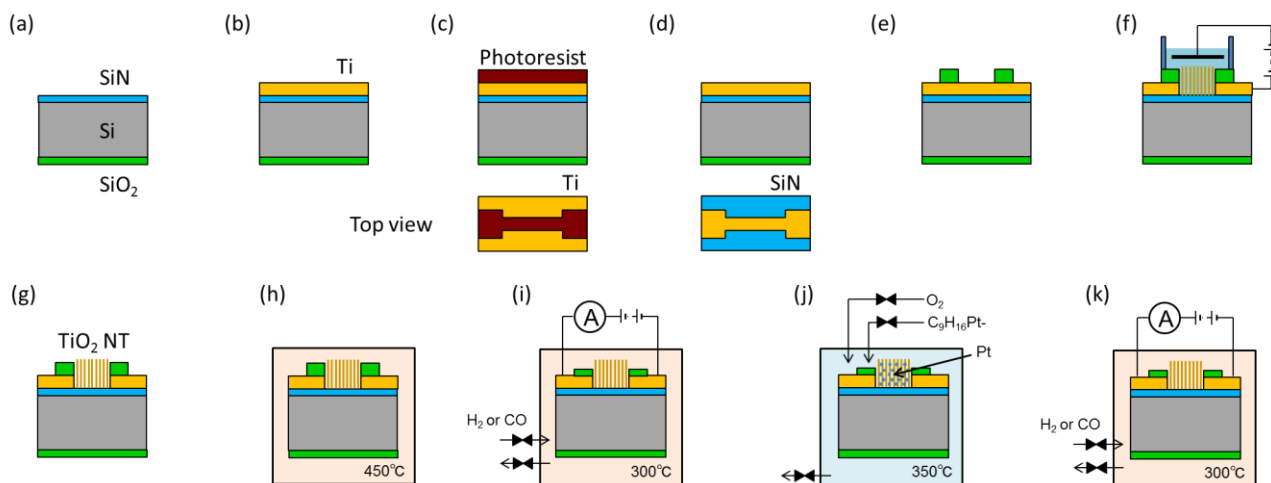 (a)
(b)
(c)
(d)
(e)
(f)
SiN
Ti
Photoresist
Si
SiO₂
Ti
SiN
Top view
(g)
(h)
(i)
(j)
(k)
TiO₂ NT
A
O₂
C₉H₁₆Pt-
Pt
A
H₂ or CO
H₂ or CO
450℃
300℃
350℃
300℃